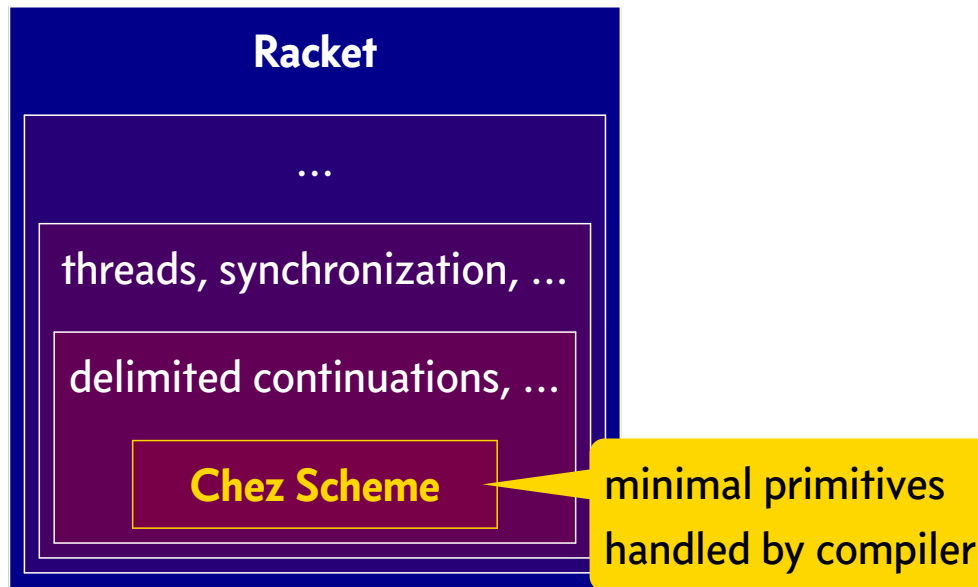 Racket
...
threads, synchronization, ...
delimited continuations, ...
Chez Scheme
minimal primitives
handled by compiler